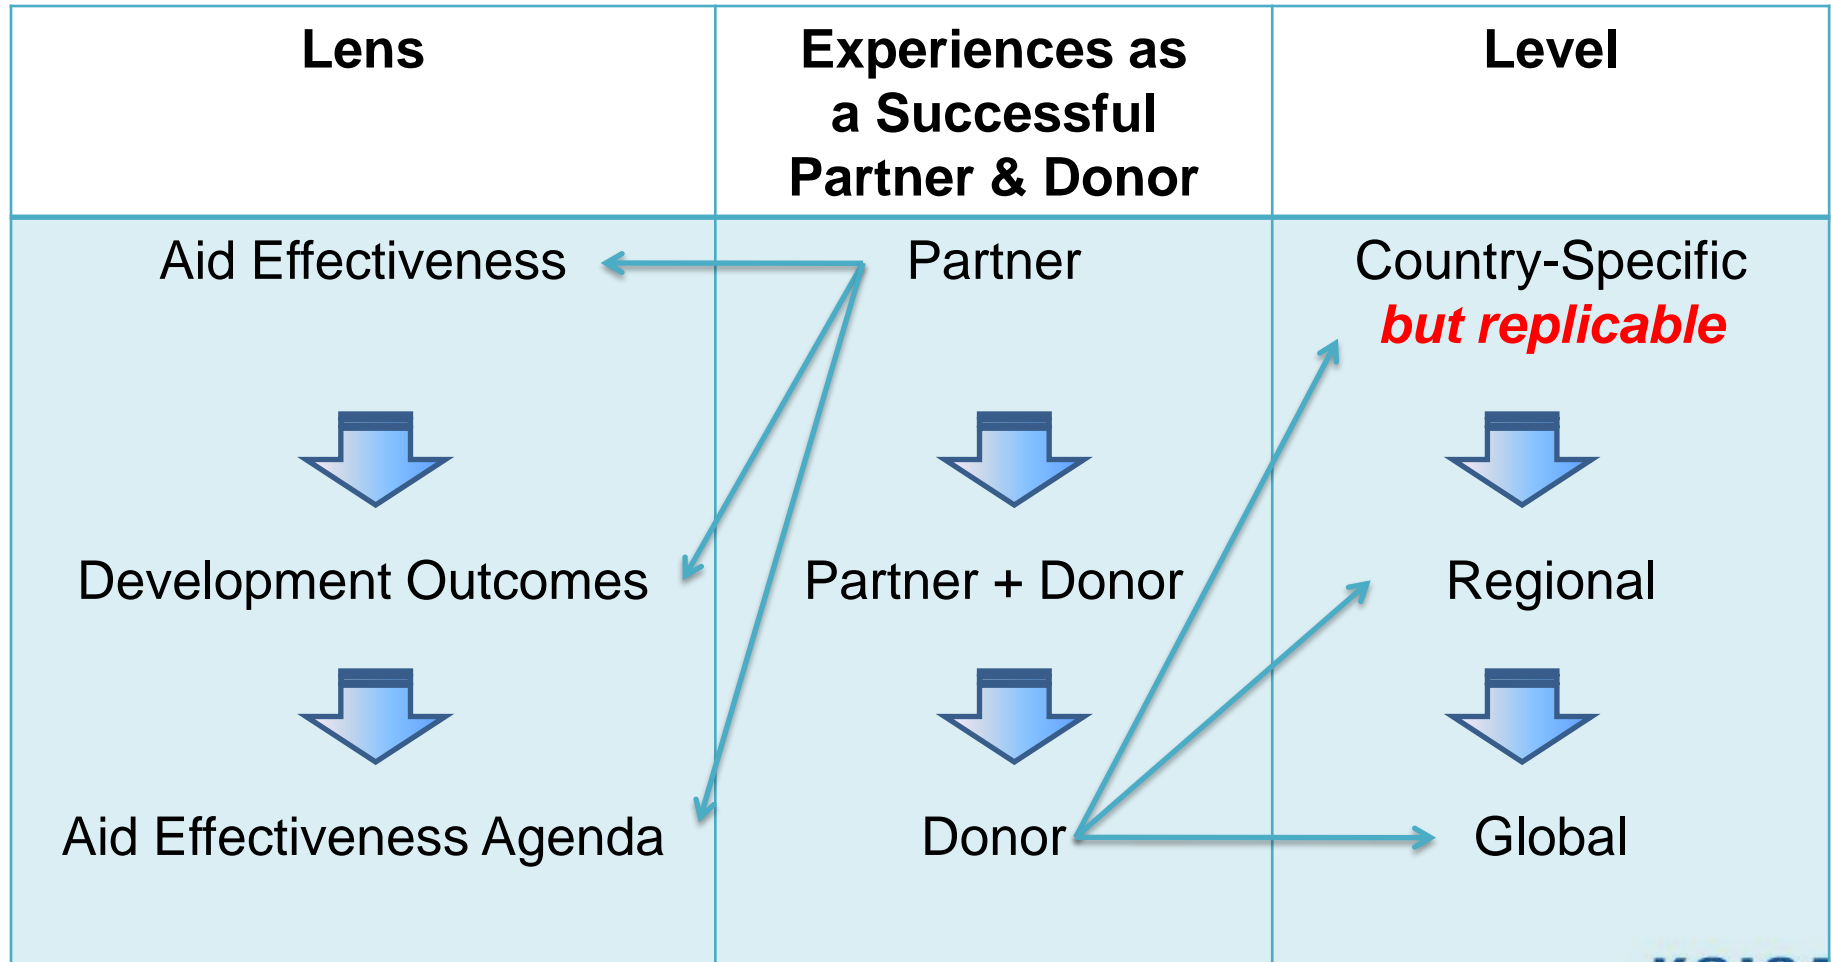 Lens
Experiences as
a Successful
Partner & Donor
Level
Aid Effectiveness
Partner
Country-Specific
but replicable
Development Outcomes
Partner + Donor
Regional
Aid Effectiveness Agenda
Donor
Global